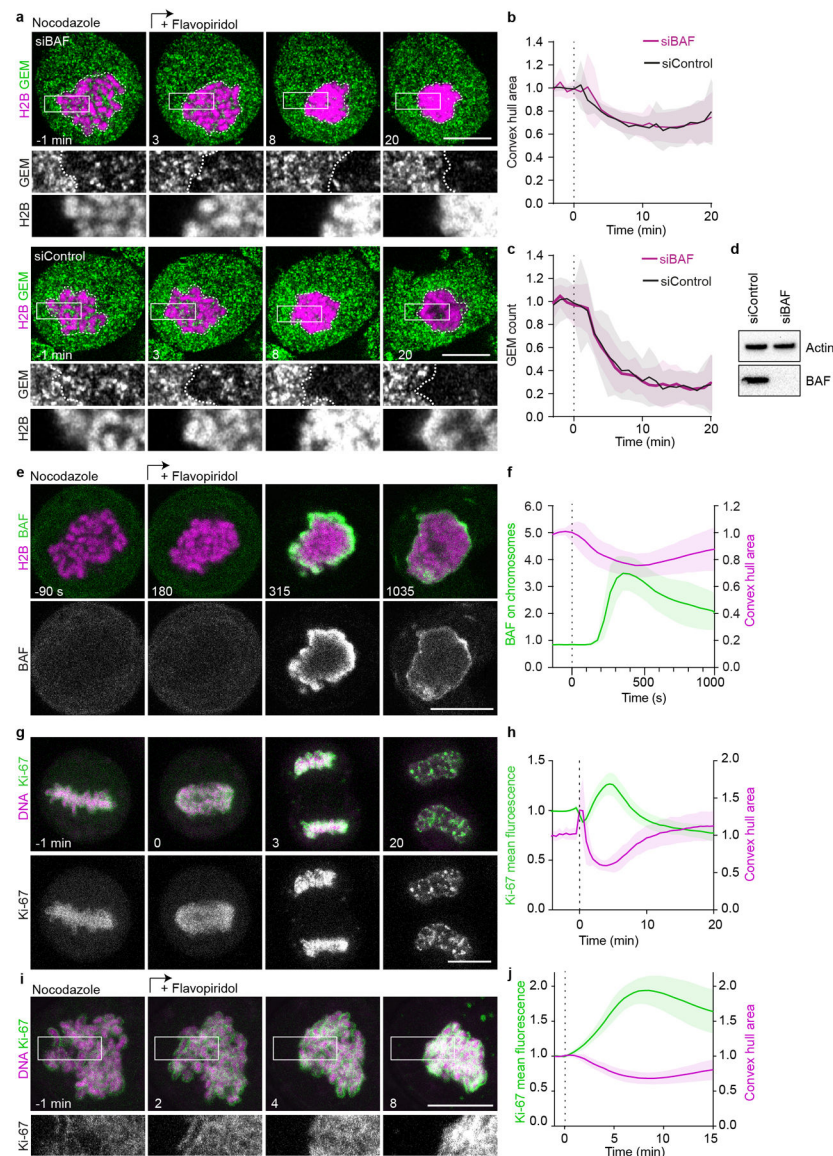 a
Nocodazole
+ Flavopiridol
siBAF
H2B GEM
-1 min
3
8
20
GEM
H2B
siControl
H2B GEM
-1 min
3
8
20
GEM
H2B
b
siBAF
siControl
Convex hull area
1.4
1.2
1.0
0.8
0.6
0.4
0.2
0.0
0
10
20
Time (min)
c
siBAF
siControl
GEM count
1.4
1.2
1.0
0.8
0.6
0.4
0.2
0.0
0
10
20
Time (min)
d
siControl
siBAF
Actin
BAF
e
Nocodazole
+ Flavopiridol
H2B BAF
-90 s
180
315
1035
BAF
f
BAF on chromosomes
6.0
5.0
4.0
3.0
2.0
1.0
0.0
1.2
1.0
0.8
0.6
0.4
0.2
0.0
Convex hull area
0
500
1000
Time (s)
g
DNA Ki-67
-1 min
0
3
20
Ki-67
h
Ki-67 mean fluroescence
1.5
1.0
0.5
0.0
2.0
1.5
1.0
0.5
0.0
Convex hull area
0
10
20
Time (min)
i
Nocodazole
+ Flavopiridol
DNA Ki-67
-1 min
2
4
8
Ki-67
j
Ki-67 mean fluorescence
2.0
1.5
1.0
0.5
0.0
2.0
1.5
1.0
0.5
0.0
Convex hull area
0
5
10
15
Time (min)